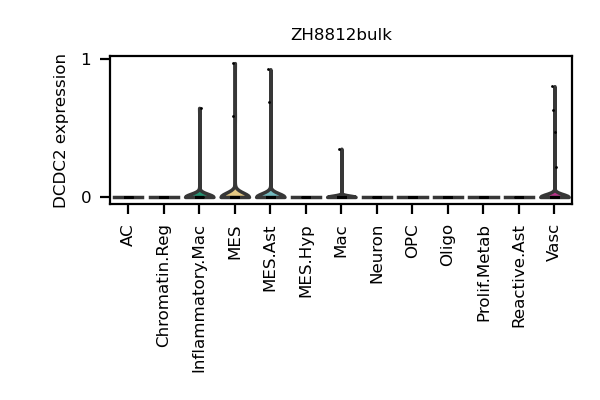 ZH8812bulk
DCDC2 expression
1
0
AC
Chromatin.Reg
Inflammatory.Mac
MES
MES.Ast
MES.Hyp
Mac
Neuron
OPC
Oligo
Prolif.Metab
Reactive.Ast
Vasc